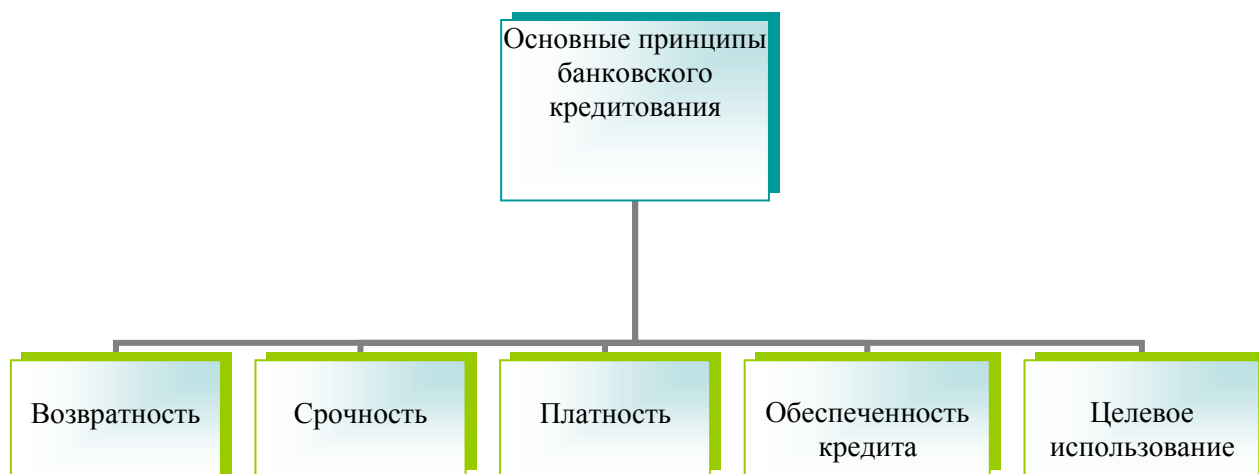 Основные принципы
банковского
кредитования
Возвратность
Срочность
Платность
Обеспеченность
кредита
Целевое
использование